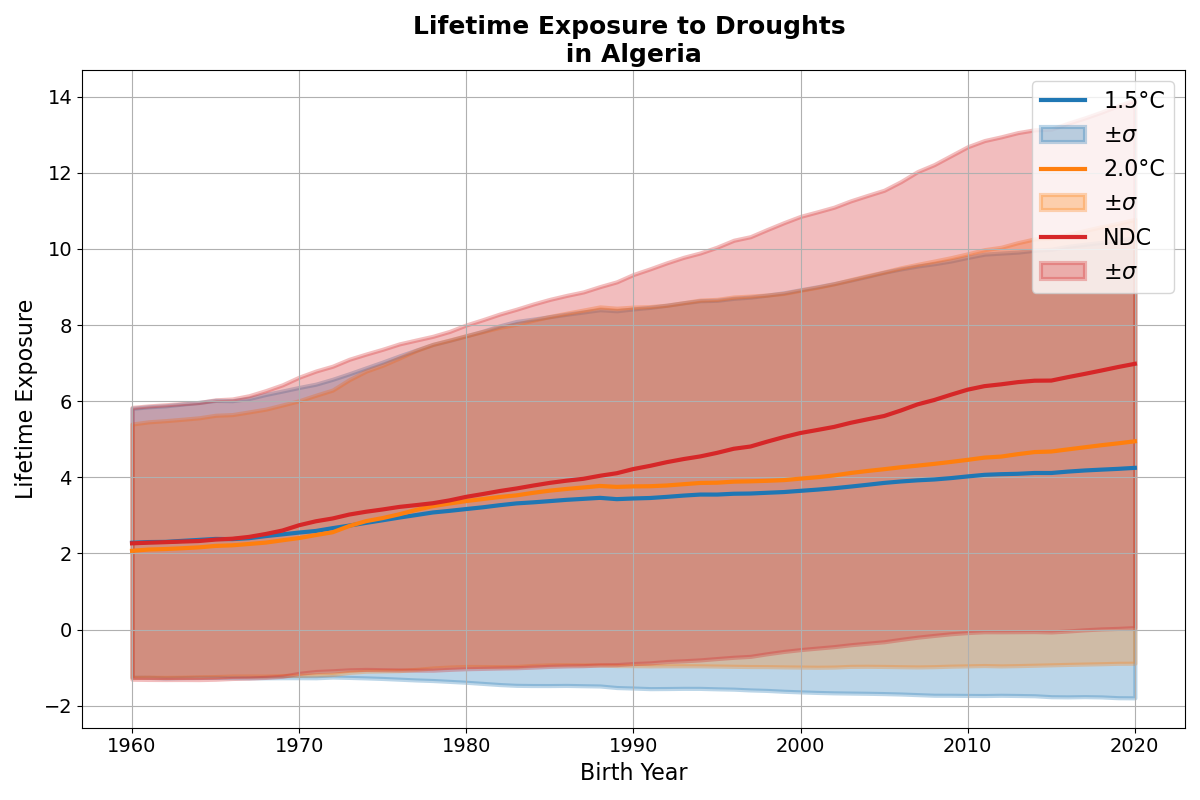 Lifetime Exposure to Droughts
in Algeria
Lifetime Exposure
14
12
10
8
6
4
2
0
−2
1960
1970
1980
1990
2000
2010
2020
Birth Year
1.5°C
±σ
2.0°C
±σ
NDC
±σ